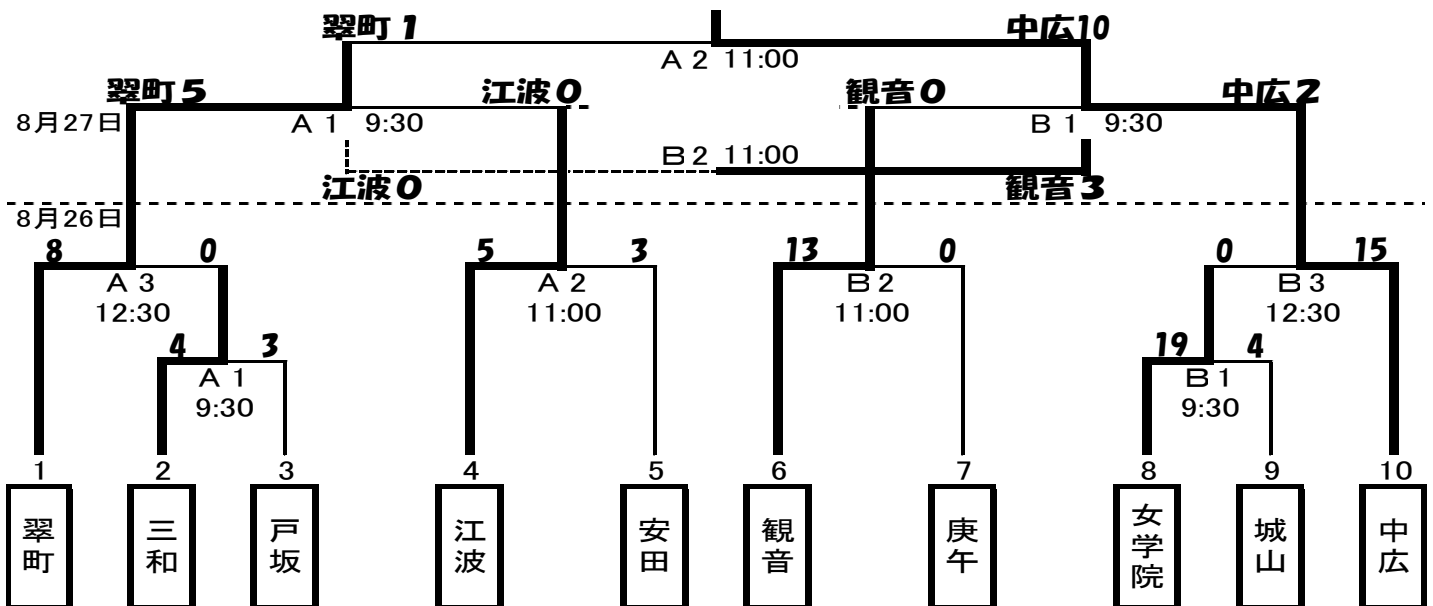 翠町 1 中広10
A 2 11:00
翠町 5 江波 0 観音 0 中広 2
8月27日 A 1 9:30 B 1 9:30
B 2 11:00
江波 0 観音 3
8月26日
8 0 5 3 13 0 0 15
A 3 A 2 B 2 B 3
12:30 11:00 11:00 12:30
4 3 19 4
A 1 B 1
9:30 9:30
1 2 3 4 5 6 7 8 9 10
翠町 三和 戸坂 江波 安田 観音 庚午 女学院 城山 中広